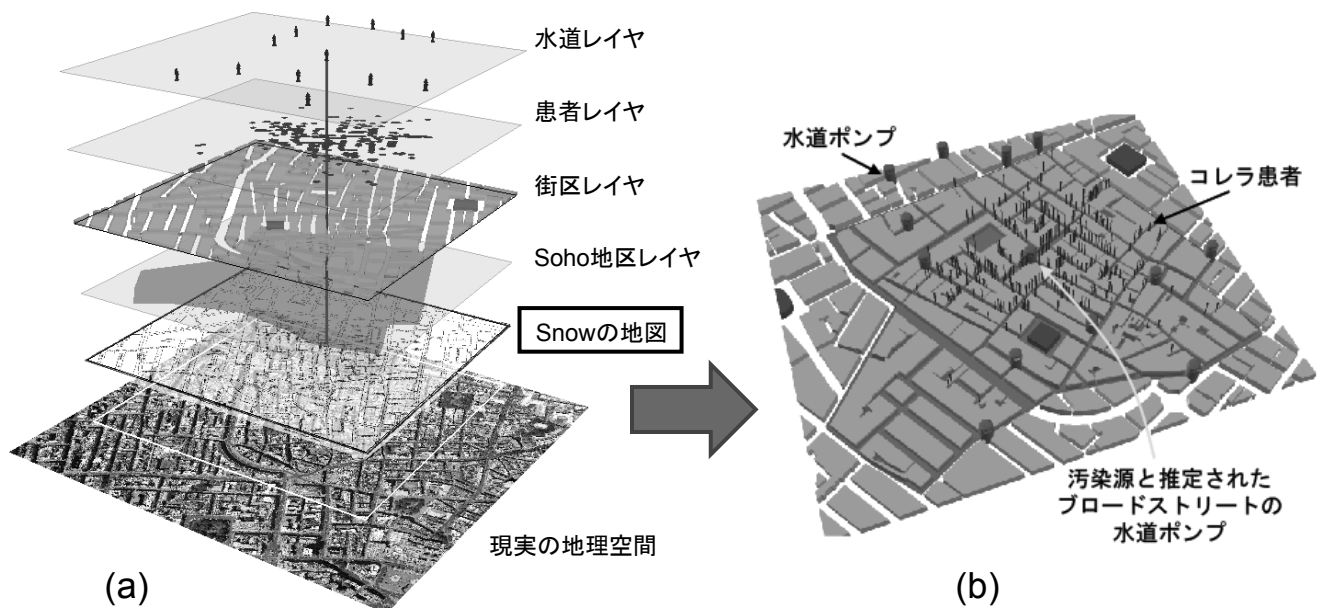 水道レイヤ
患者レイヤ
街区レイヤ
Soho地区レイヤ
Snowの地図
現実の地理空間
(a)
水道ポンプ
コレラ患者
汚染源と推定された
ブロードストリートの
水道ポンプ
(b)